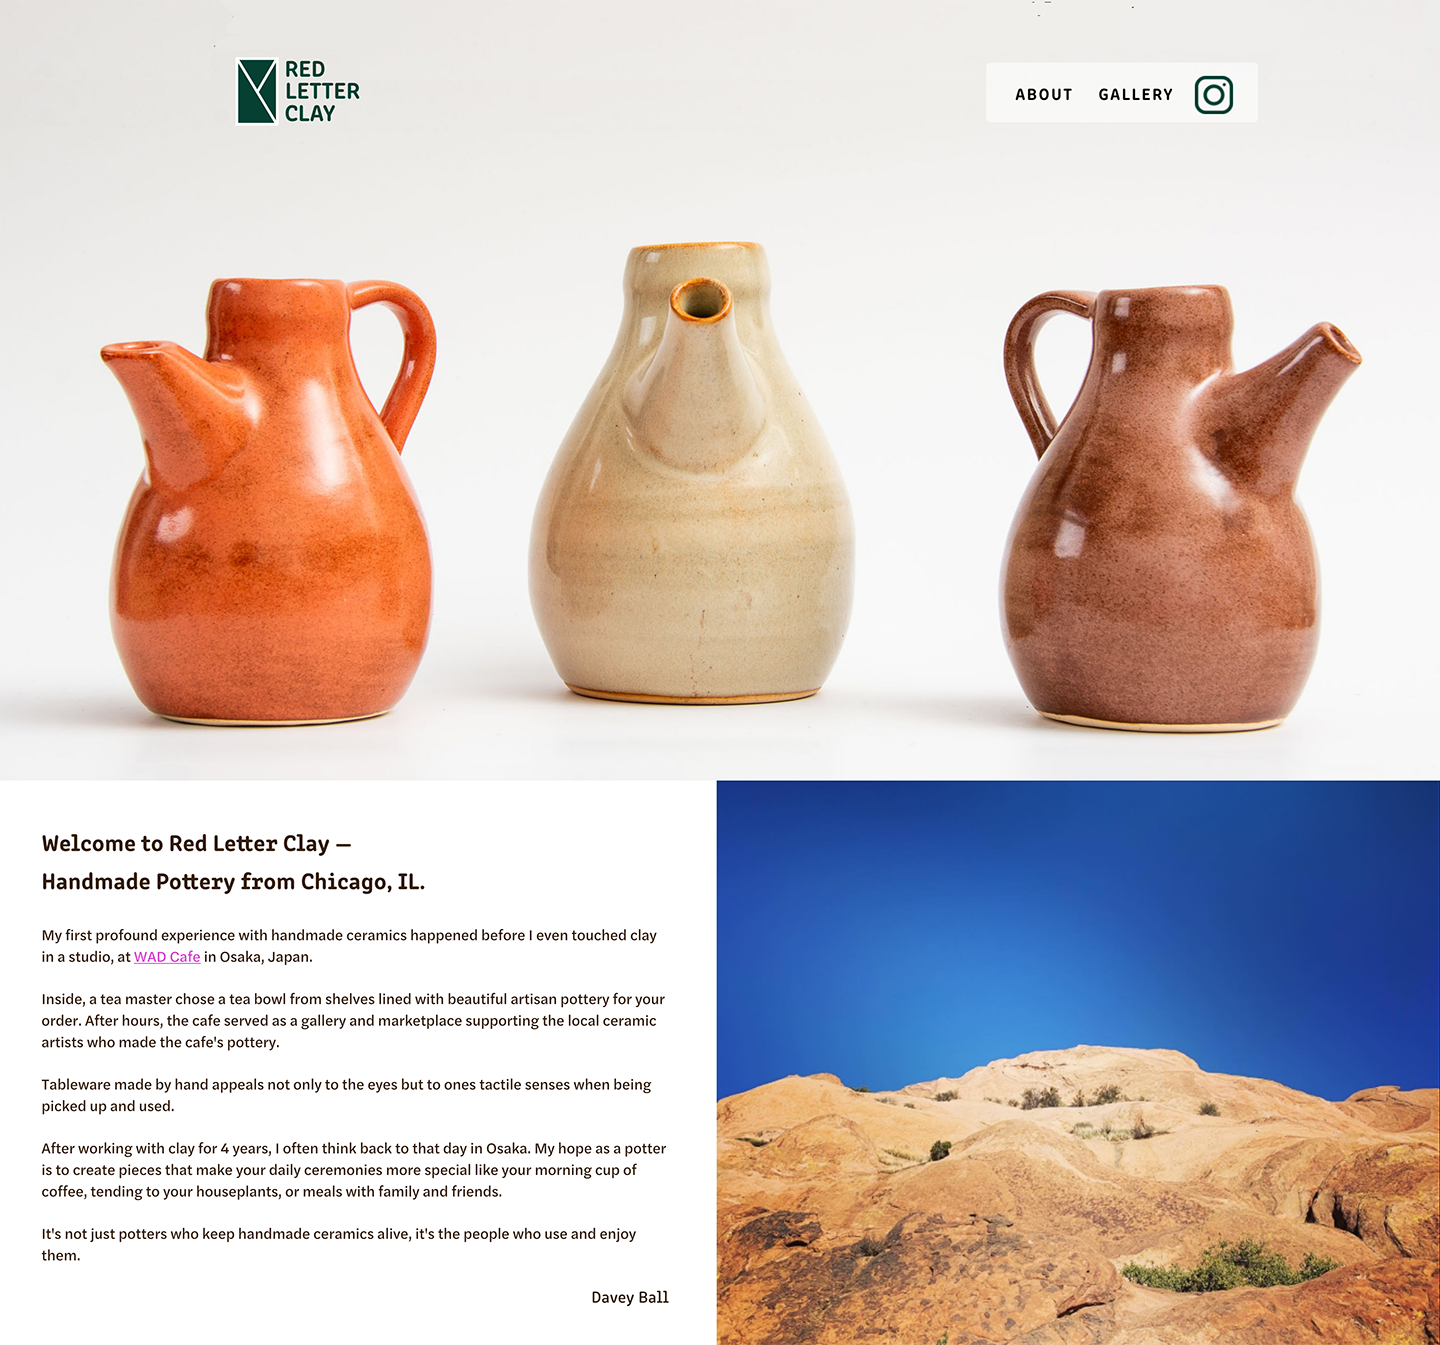 RED
LETTER
CLAY
ABOUT GALLERY
Welcome to Red Letter Clay —
Handmade Pottery from Chicago, IL.
My first profound experience with handmade ceramics happened before I even touched clay
in a studio, at WAD Cafe in Osaka, Japan.
Inside, a tea master chose a tea bowl from shelves lined with beautiful artisan pottery for your
order. After hours, the cafe served as a gallery and marketplace supporting the local ceramic
artists who made the cafe's pottery.
Tableware made by hand appeals not only to the eyes but to ones tactile senses when being
picked up and used.
After working with clay for 4 years, I often think back to that day in Osaka. My hope as a potter
is to create pieces that make your daily ceremonies more special like your morning cup of
coffee, tending to your houseplants, or meals with family and friends.
It's not just potters who keep handmade ceramics alive, it's the people who use and enjoy
them.
Davey Ball